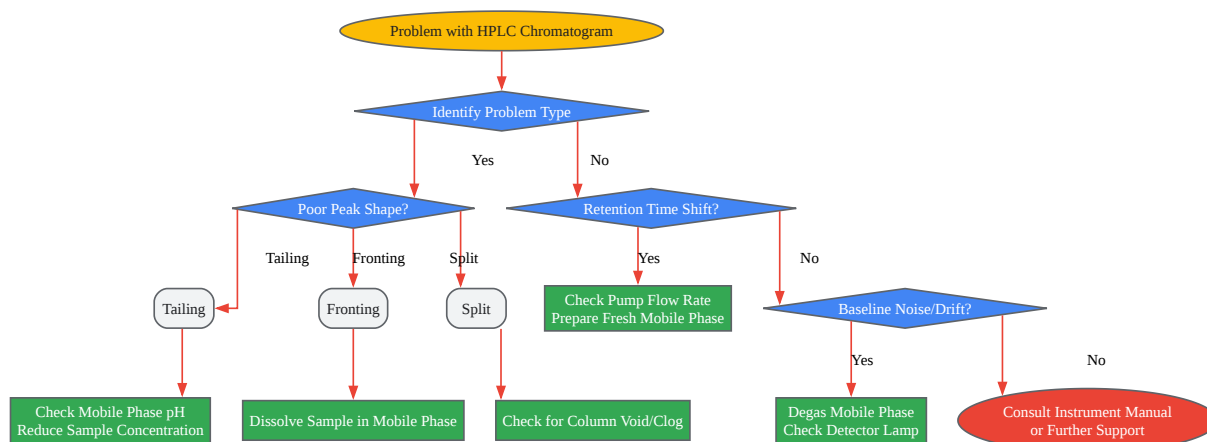 Problem with HPLC Chromatogram
Identify Problem Type
Yes
No
Poor Peak Shape?
Retention Time Shift?
Tailing
Fronting
Split
Yes
No
Tailing
Fronting
Split
Check Pump Flow Rate
Prepare Fresh Mobile Phase
Baseline Noise/Drift?
Yes
No
Check Mobile Phase pH
Reduce Sample Concentration
Dissolve Sample in Mobile Phase
Check for Column Void/Clog
Degas Mobile Phase
Check Detector Lamp
Consult Instrument Manual
or Further Support